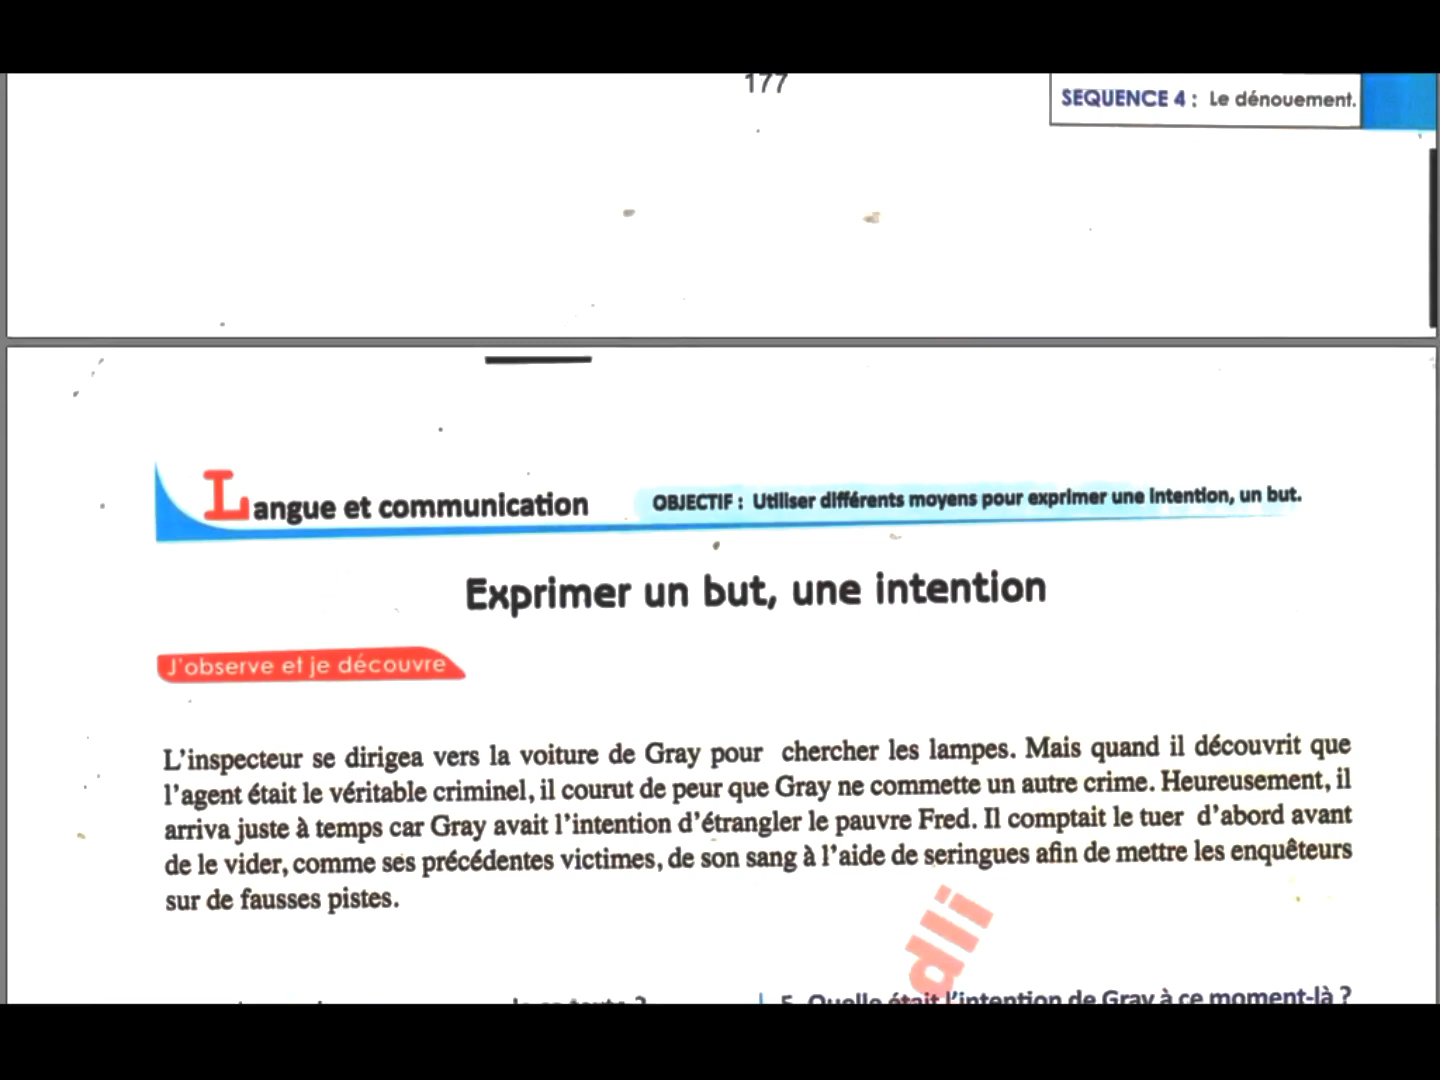 177
SEQUENCE 4 : Le dénouement.
Langue et communication
OBJECTIF : Utiliser différents moyens pour exprimer une intention, un but.
Exprimer un but, une intention
J'observe et je découvre
L'inspecteur se dirigea vers la voiture de Gray pour chercher les lampes. Mais quand il découvrit que
l'agent était le véritable criminel, il courut de peur que Gray ne commette un autre crime. Heureusement, il
arriva juste à temps car Gray avait l'intention d'étrangler le pauvre Fred. Il comptait le tuer d'abord avant
de le vider, comme ses précédentes victimes, de son sang à l'aide de seringues afin de mettre les enquêteurs
sur de fausses pistes.
dli
5. Quelle était l'intention de Gray à ce moment-là ?